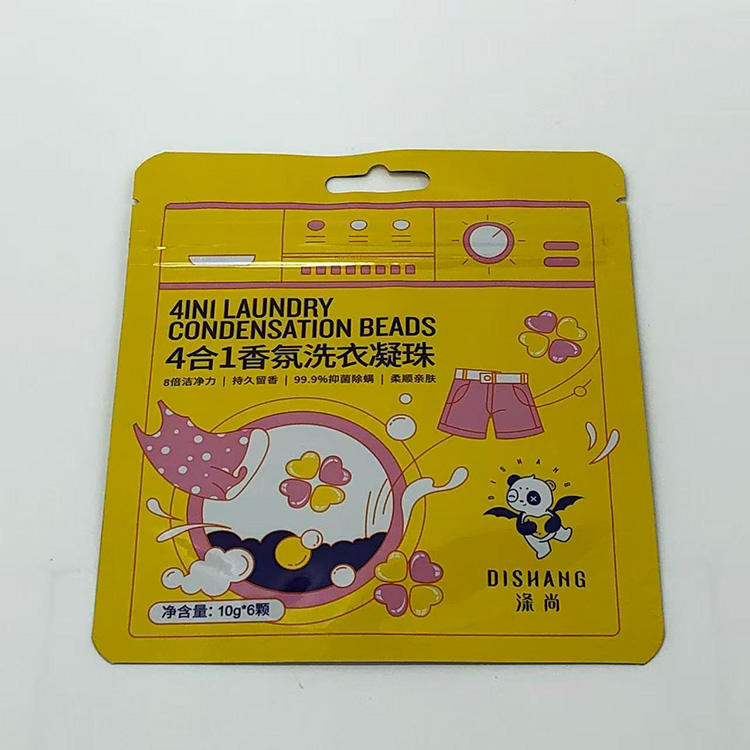 4IN1 LAUNDRY
CONDENSATION BEADS
4合1香氛洗衣凝珠
8倍洁净力 | 持久留香 | 99.9%抑菌除螨 | 柔顺亲肤
DISHANG
DISHANG
涤尚
净含量: 10g*6颗